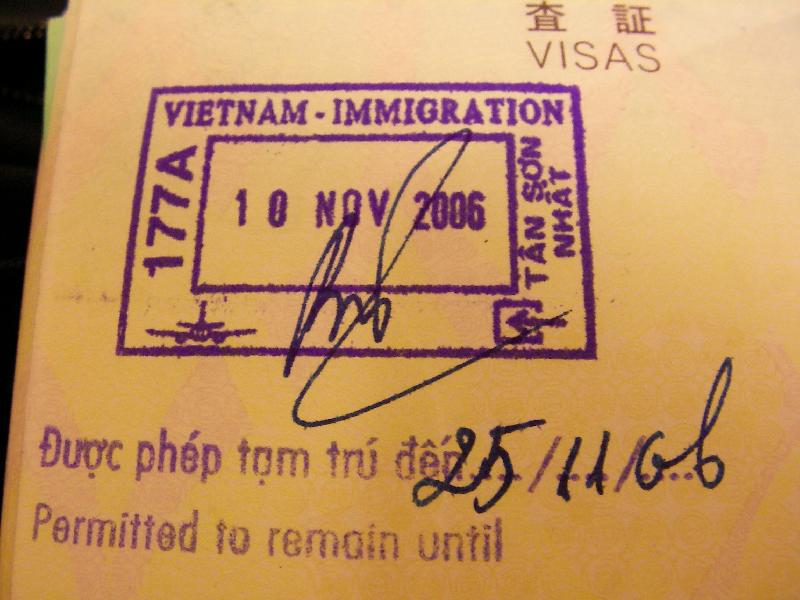 査証
VISAS
VIETNAM - IMMIGRATION
177A
10 NOV 2006
TÂN SƠN
NHẤT
Được phép tạm trú đến 25/11/06
Permitted to remain until